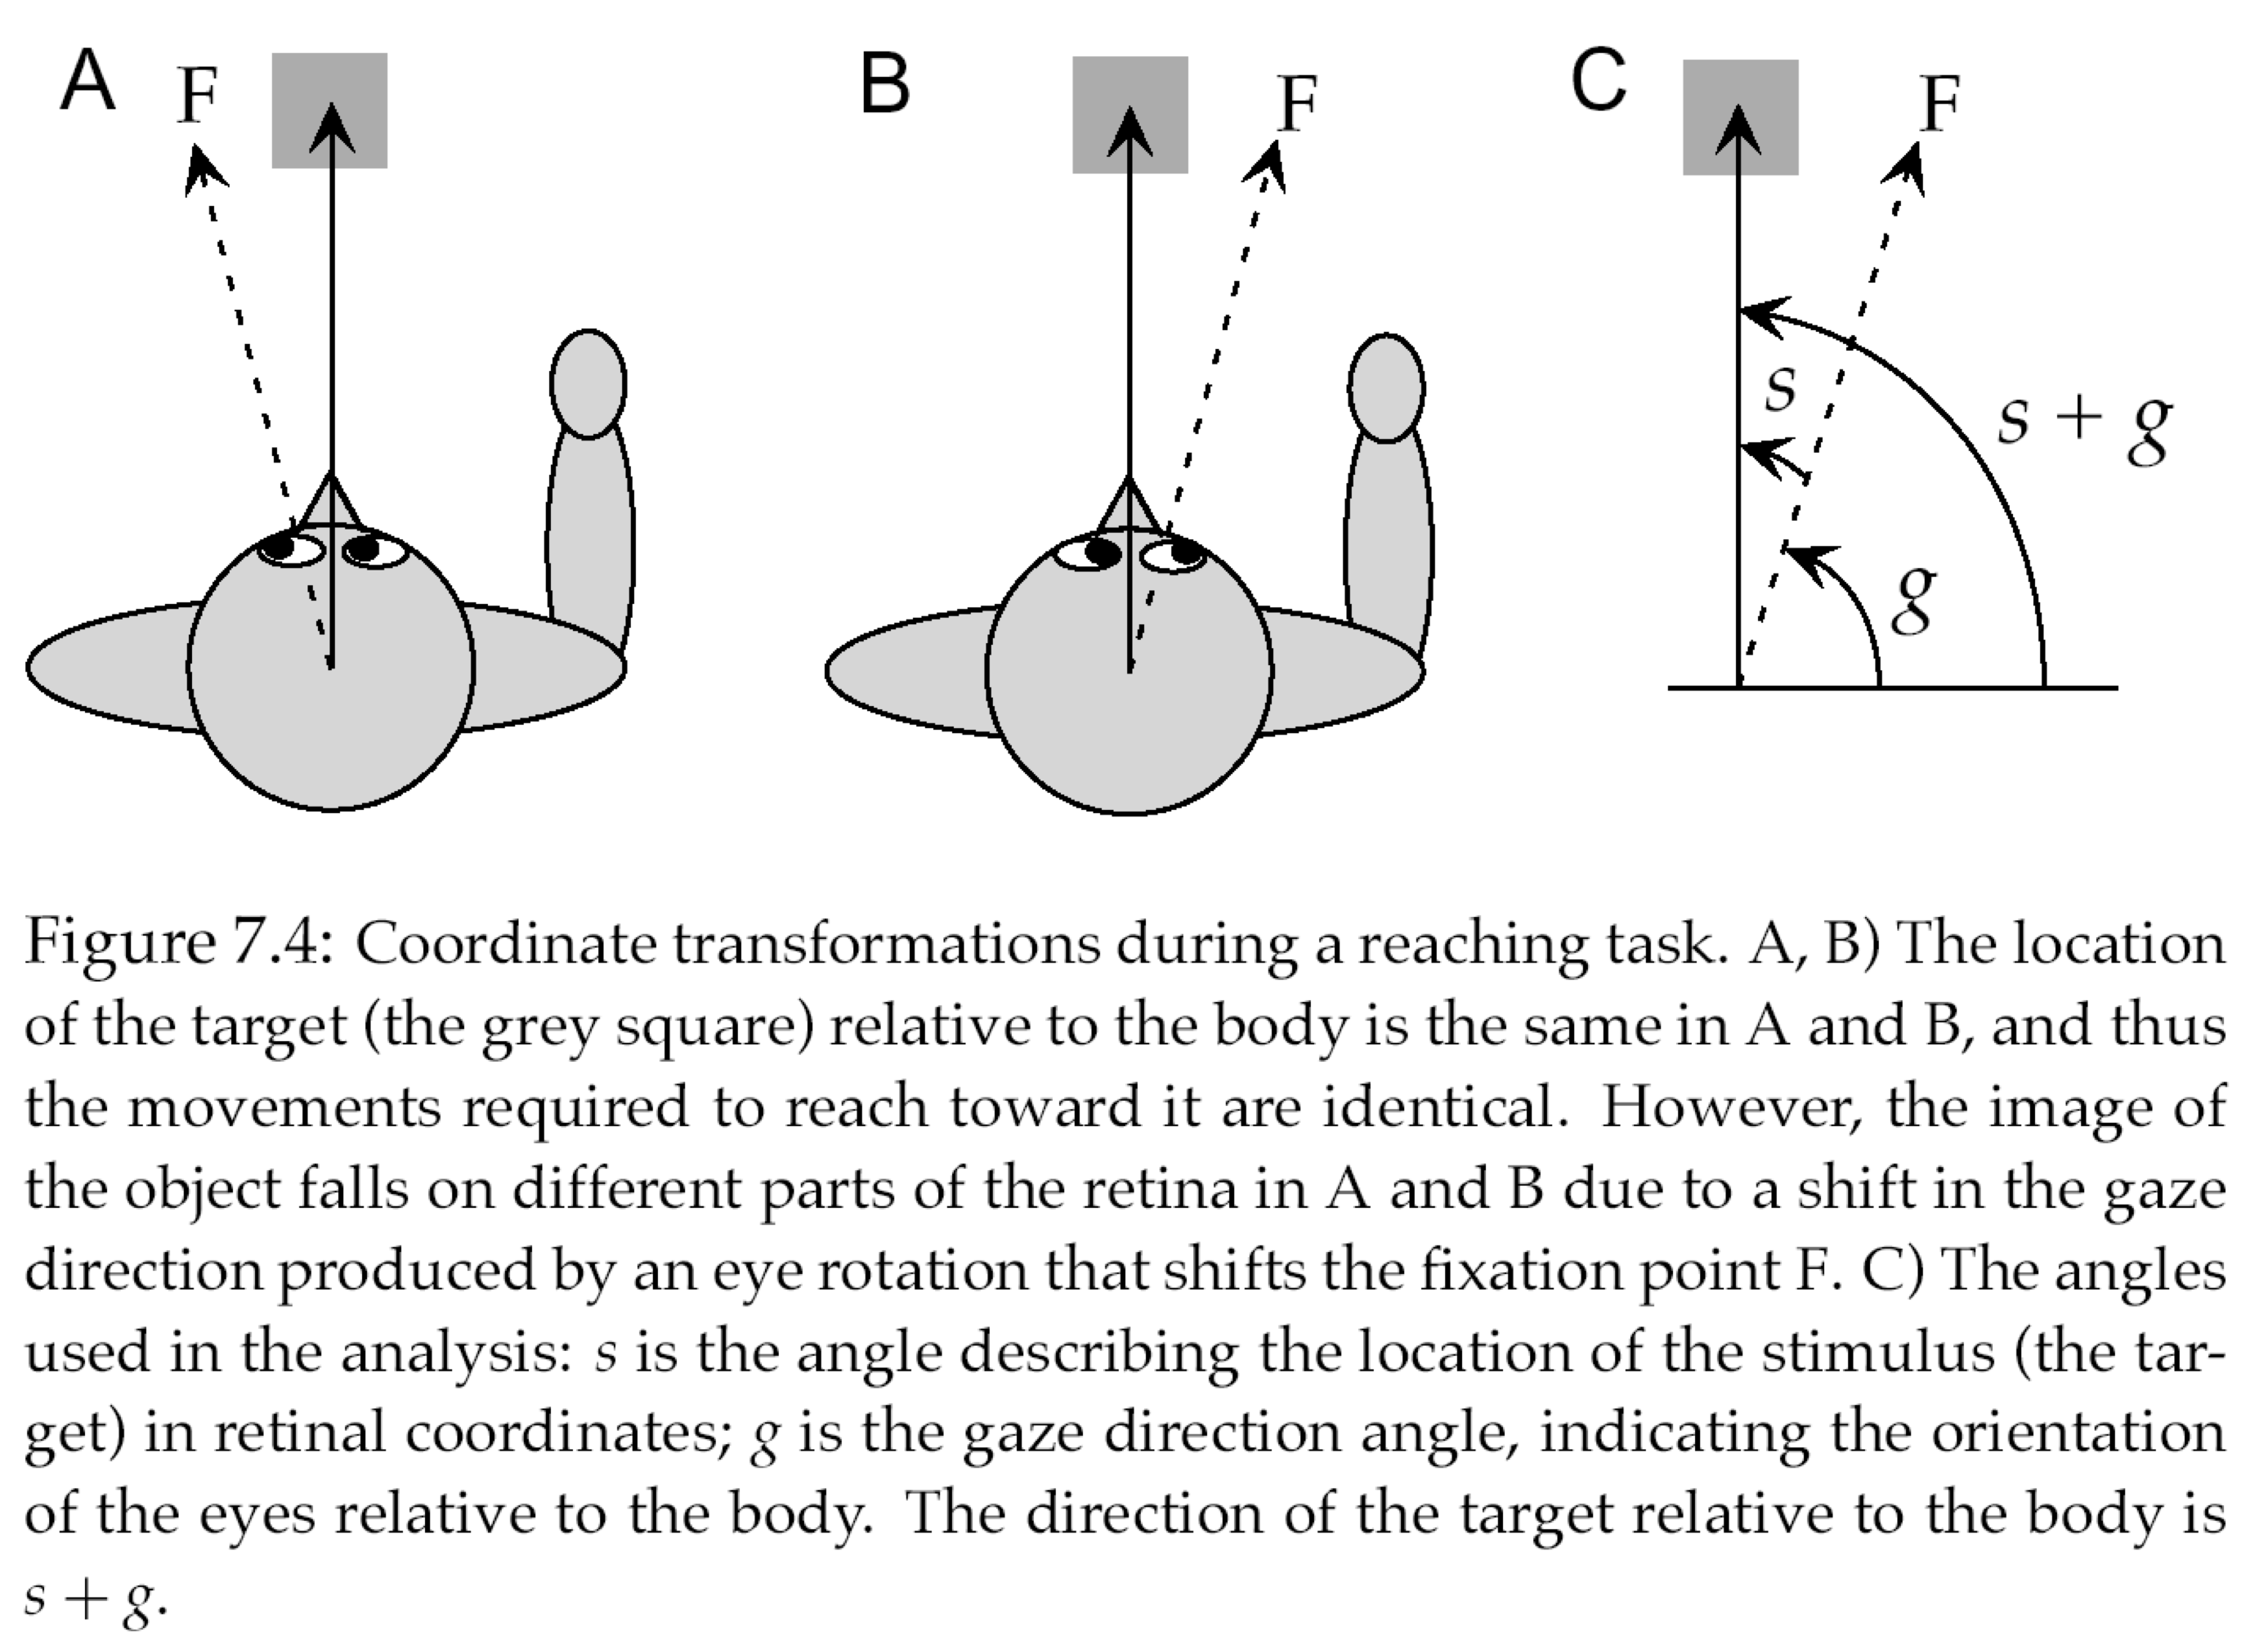 A F B F C F
s s + g
g
Figure 7.4: Coordinate transformations during a reaching task. A, B) The location
of the target (the grey square) relative to the body is the same in A and B, and thus
the movements required to reach toward it are identical. However, the image of
the object falls on different parts of the retina in A and B due to a shift in the gaze
direction produced by an eye rotation that shifts the fixation point F. C) The angles
used in the analysis: s is the angle describing the location of the stimulus (the tar-
get) in retinal coordinates; g is the gaze direction angle, indicating the orientation
of the eyes relative to the body. The direction of the target relative to the body is
s + g.